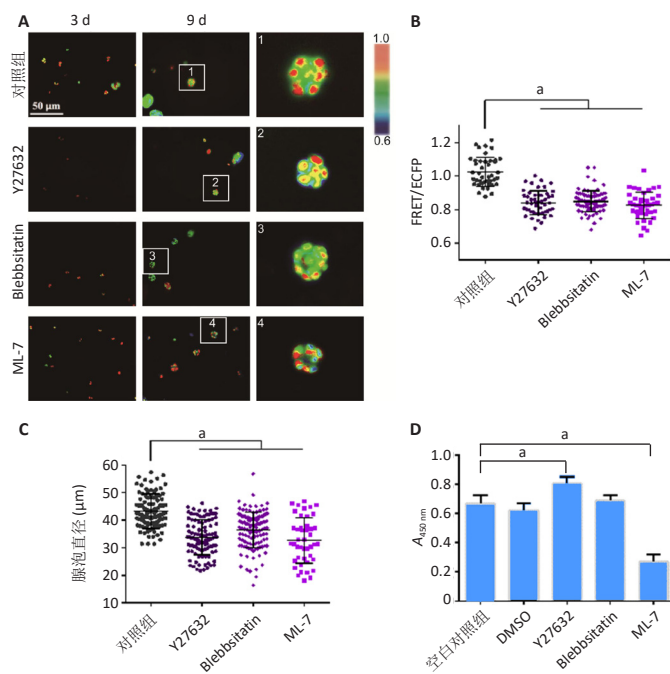 A
3 d
9 d
对照组
50 μm
1
1
1.0
0.6
Y27632
2
2
Blebbsitatin
3
3
ML-7
4
4
B
a
FRET/ECFP
1.2
1.0
0.8
0.6
对照组
Y27632
Blebbsitatin
ML-7
C
a
腺泡直径 (μm)
60
50
40
30
20
10
对照组
Y27632
Blebbsitatin
ML-7
D
a
a
A450 nm
1.0
0.8
0.6
0.4
0.2
0
空白对照组
DMSO
Y27632
Blebbsitatin
ML-7